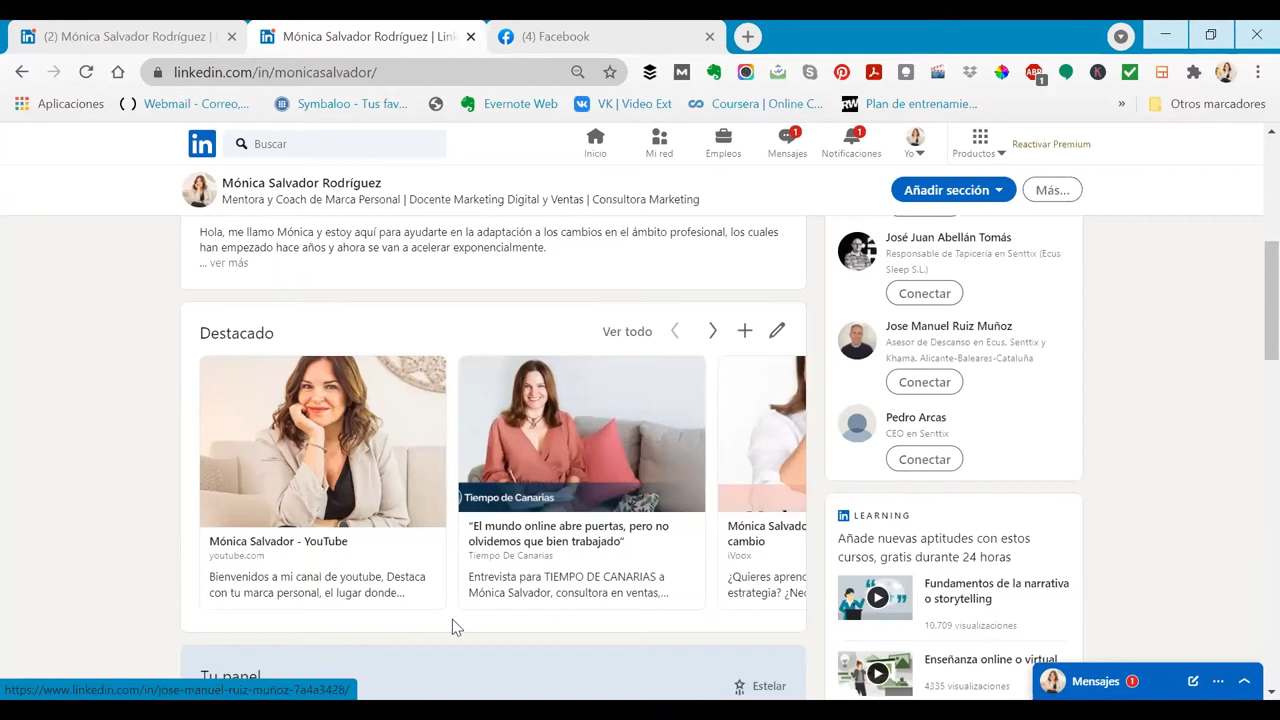 (2) Mónica Salvador Rodríguez |
Mónica Salvador Rodríguez | Lin
(4) Facebook
linkedin.com/in/monicasalvador/
ABP
1
Aplicaciones
Webmail - Correo,...
Symbaloo - Tus fav...
Evernote Web
VK | Video Ext
Coursera | Online C...
RW
Plan de entrenamie...
»
Otros marcadores
in
Buscar
Inicio
Mi red
Empleos
1
Mensajes
1
Notificaciones
Yo
Productos
Reactivar Premium
Mónica Salvador Rodríguez
Mentora y Coach de Marca Personal | Docente Marketing Digital y Ventas | Consultora Marketing
Añadir sección
Más...
Hola, me llamo Mónica y estoy aquí para ayudarte en la adaptación a los cambios en el ámbito profesional, los cuales
han empezado hace años y ahora se van a acelerar exponencialmente.
... ver más
Destacado
Ver todo
Tiempo de Canarias
Mónica Salvador - YouTube
youtube.com
Bienvenidos a mi canal de youtube, Destaca
con tu marca personal, el lugar donde...
“El mundo online abre puertas, pero no
olvidemos que bien trabajado“
Tiempo De Canarias
Entrevista para TIEMPO DE CANARIAS a
Mónica Salvador, consultora en ventas,...
Mónica Salvado
cambio
iVoox
¿Quieres aprend
estrategia? ¿Nec
Tu panel
Estelar
José Juan Abellán Tomás
Responsable de Tapicería en Senttix (Ecus
Sleep S.L.)
Conectar
Jose Manuel Ruiz Muñoz
Asesor de Descanso en Ecus, Senttix y
Khama, Alicante-Baleares-Cataluña
Conectar
Pedro Arcas
CEO en Senttix
Conectar
in LEARNING
Añade nuevas aptitudes con estos
cursos, gratis durante 24 horas
Fundamentos de la narrativa
o storytelling
10.709 visualizaciones
Enseñanza online o virtual
4335 visualizaciones
Mensajes
1
https://www.linkedin.com/in/jose-manuel-ruiz-muñoz-7a4a3428/